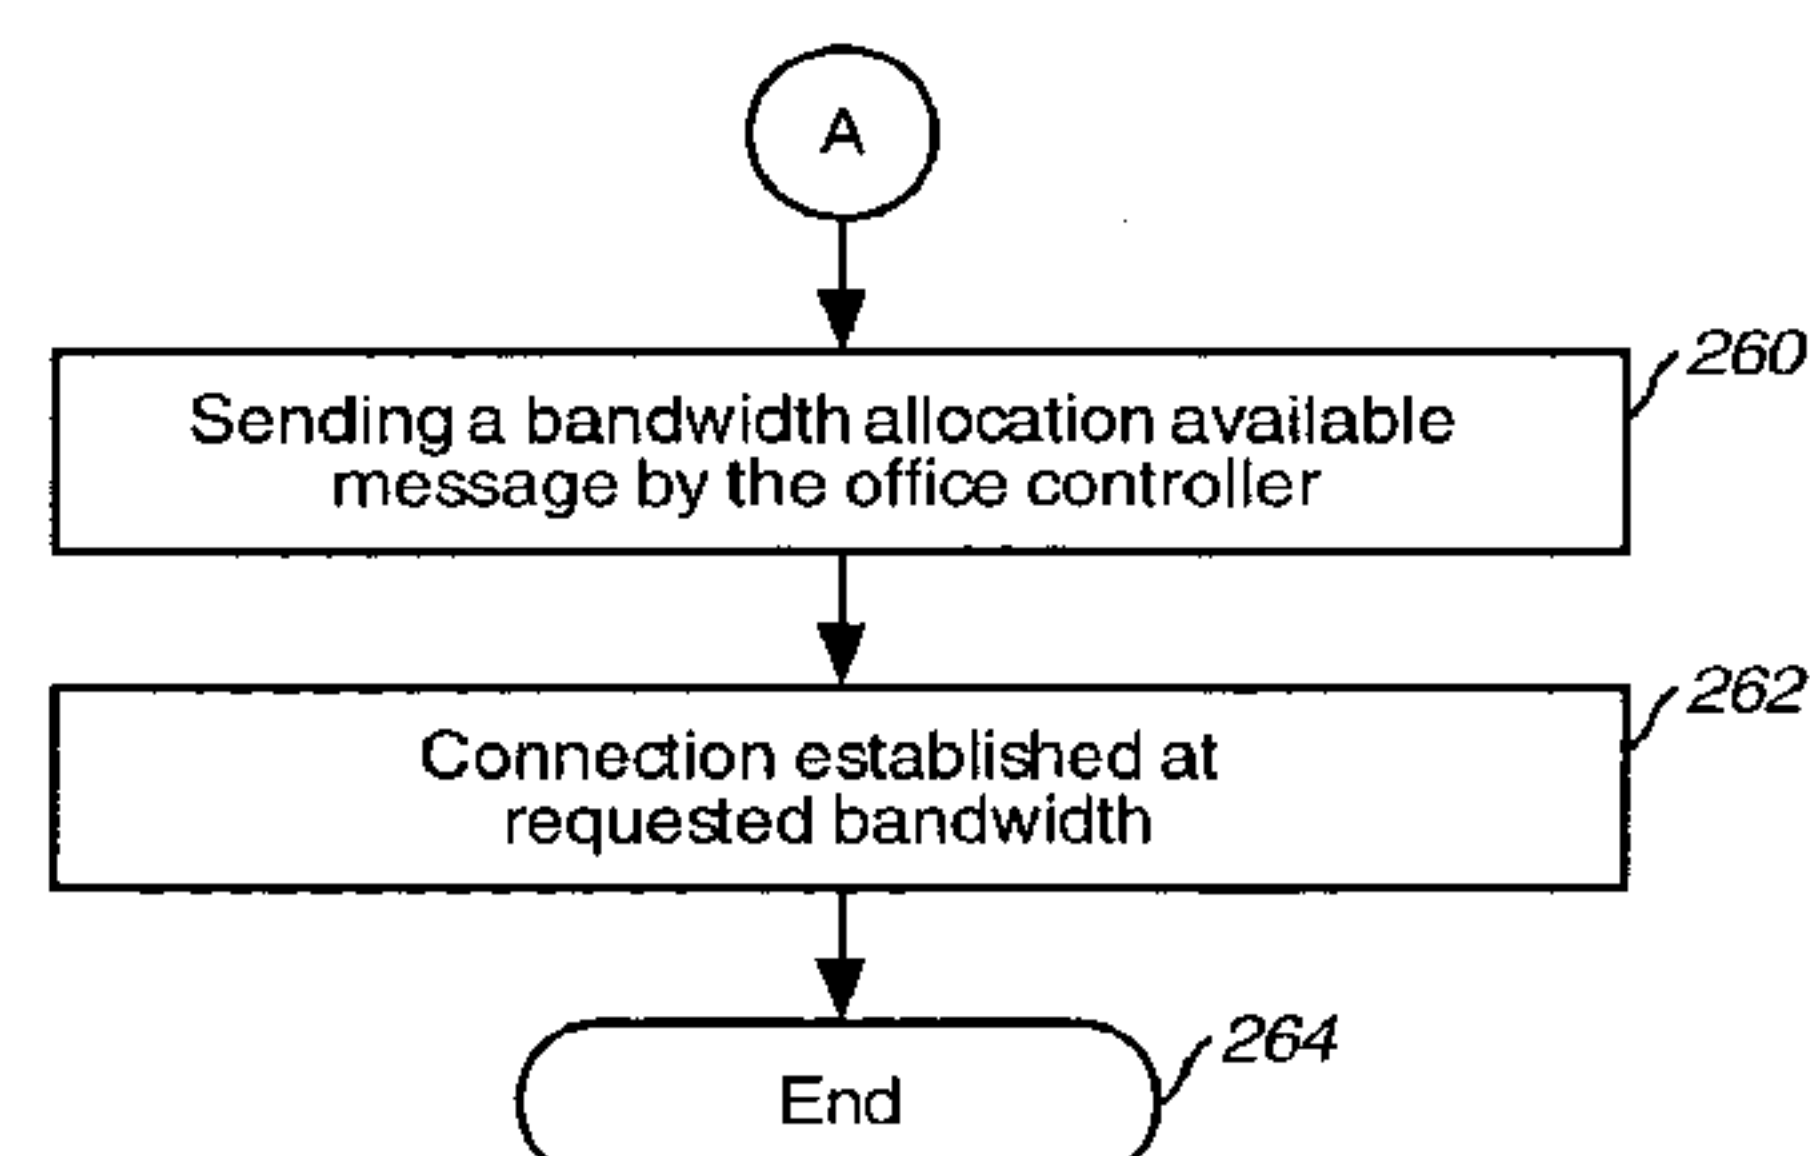 A
260
Sending a bandwidth allocation available
message by the office controller
262
Connection established at
requested bandwidth
264
End